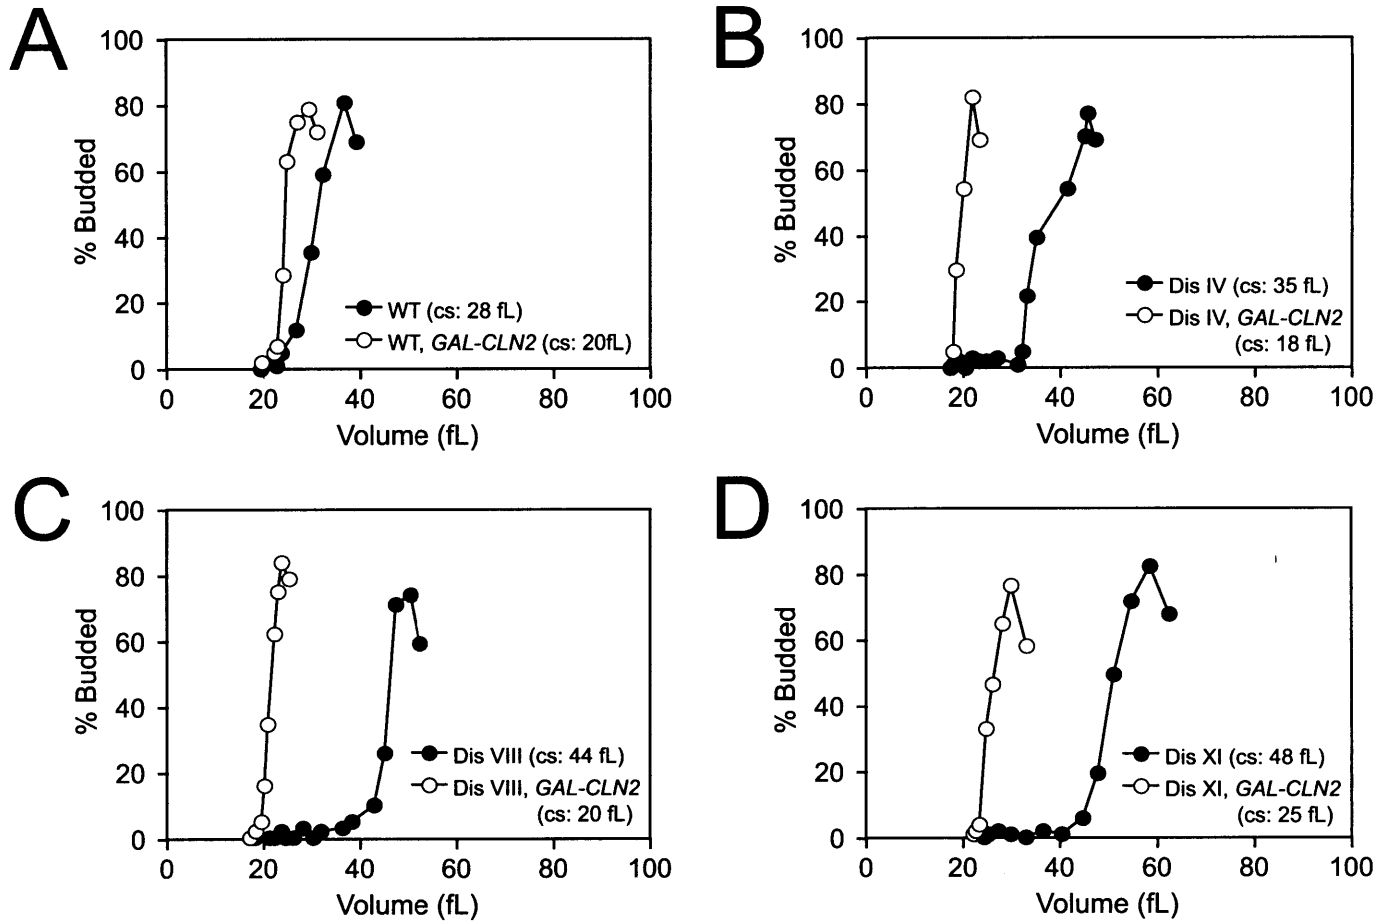 A
100
80
60
40
20
0
% Budded
WT (cs: 28 fL)
WT, GAL-CLN2 (cs: 20fL)
0 20 40 60 80 100
Volume (fL)
B
100
80
60
40
20
0
% Budded
Dis IV (cs: 35 fL)
Dis IV, GAL-CLN2
(cs: 18 fL)
0 20 40 60 80 100
Volume (fL)
C
100
80
60
40
20
0
% Budded
Dis VIII (cs: 44 fL)
Dis VIII, GAL-CLN2
(cs: 20 fL)
0 20 40 60 80 100
Volume (fL)
D
100
80
60
40
20
0
% Budded
Dis XI (cs: 48 fL)
Dis XI, GAL-CLN2
(cs: 25 fL)
0 20 40 60 80 100
Volume (fL)